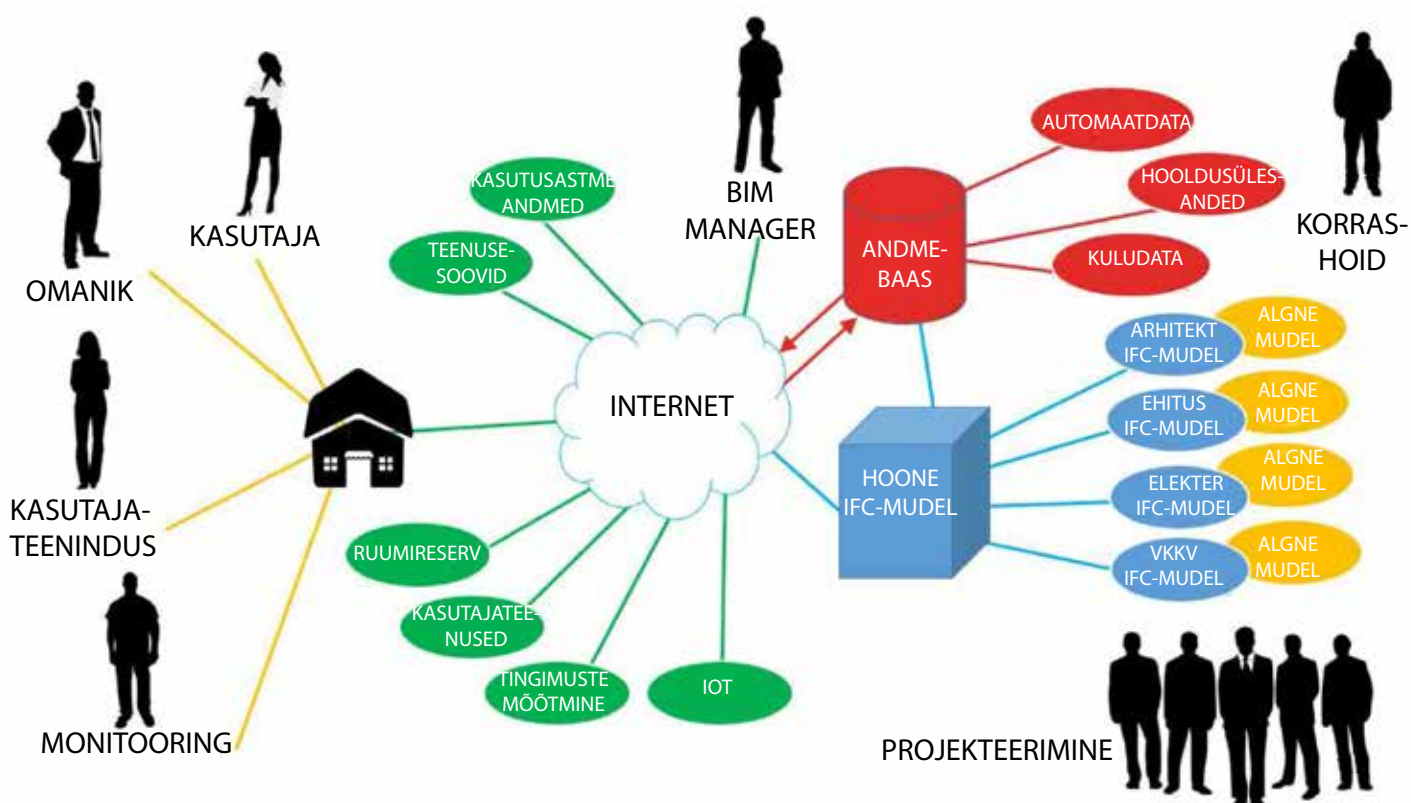 OMANIK
KASUTAJA
KASUTAJA-
TEENINDUS
MONITOORING
KASUTUSASTME
ANDMED
TEENUSE-
SOOVID
BIM
MANAGER
INTERNET
RUUMIRESERV
KASUTAJATEE-
NUSED
TINGIMUSTE
MÕÕTMINE
IOT
ANDME-
BAAS
AUTOMAATDATA
HOOLDUSÜLES-
ANDED
KULUDATA
KORRAS-
HOID
HOONE
IFC-MUDEL
ARHITEKT
IFC-MUDEL
ALGNE
MUDEL
EHITUS
IFC-MUDEL
ALGNE
MUDEL
ELEKTER
IFC-MUDEL
ALGNE
MUDEL
VKKV
IFC-MUDEL
ALGNE
MUDEL
PROJEKTEERIMINE